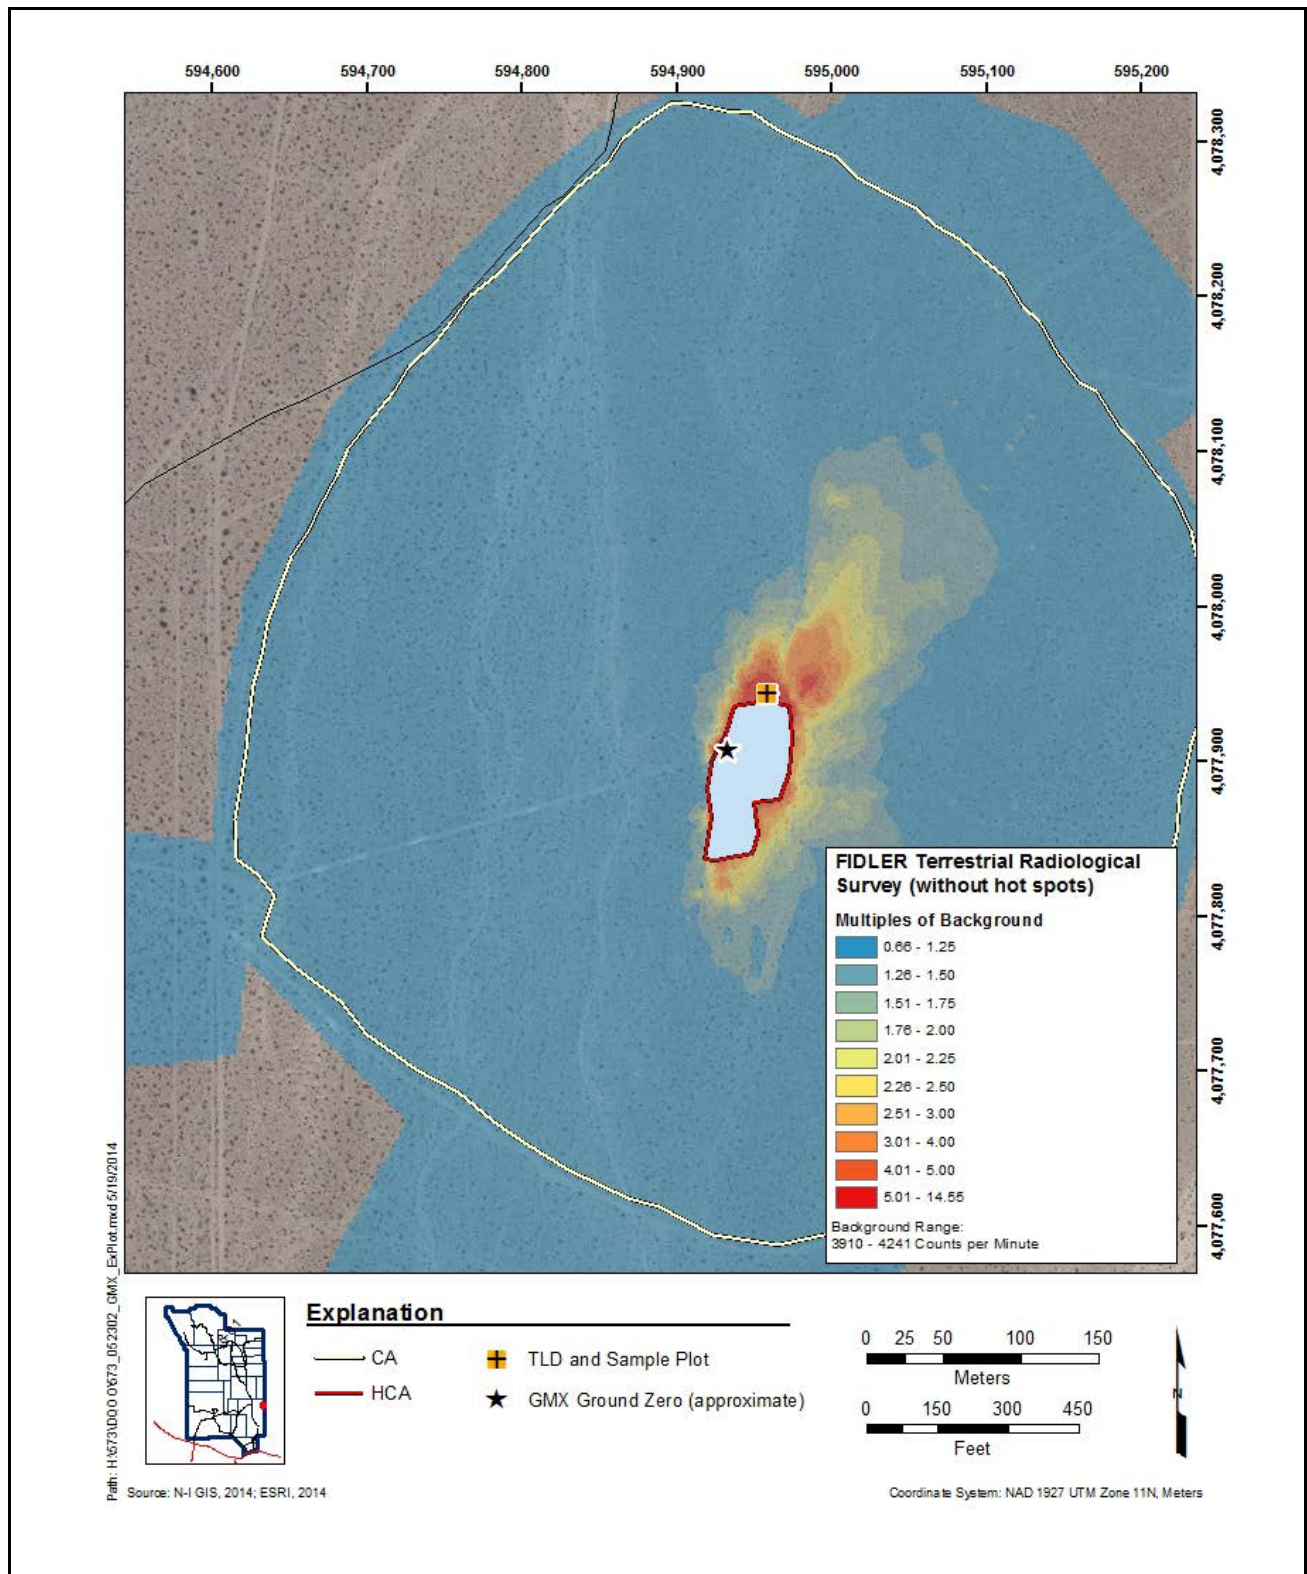 594,600 594,700 594,800 594,900 595,000 595,100 595,200
4,078,300
4,078,200
4,078,100
4,078,000
4,077,900
4,077,800
4,077,700
4,077,600
FIDLER Terrestrial Radiological
Survey (without hot spots)
Multiples of Background
0.66 - 1.25
1.26 - 1.50
1.51 - 1.75
1.76 - 2.00
2.01 - 2.25
2.26 - 2.50
2.51 - 3.00
3.01 - 4.00
4.01 - 5.00
5.01 - 14.55
Background Range:
3910 - 4241 Counts per Minute
Explanation
CA
HCA
TLD and Sample Plot
GMX Ground Zero (approximate)
0 25 50 100 150
Meters
0 150 300 450
Feet
N
Source: N-I GIS, 2014; ESRI, 2014
Coordinate System: NAD 1927 UTM Zone 11N, Meters